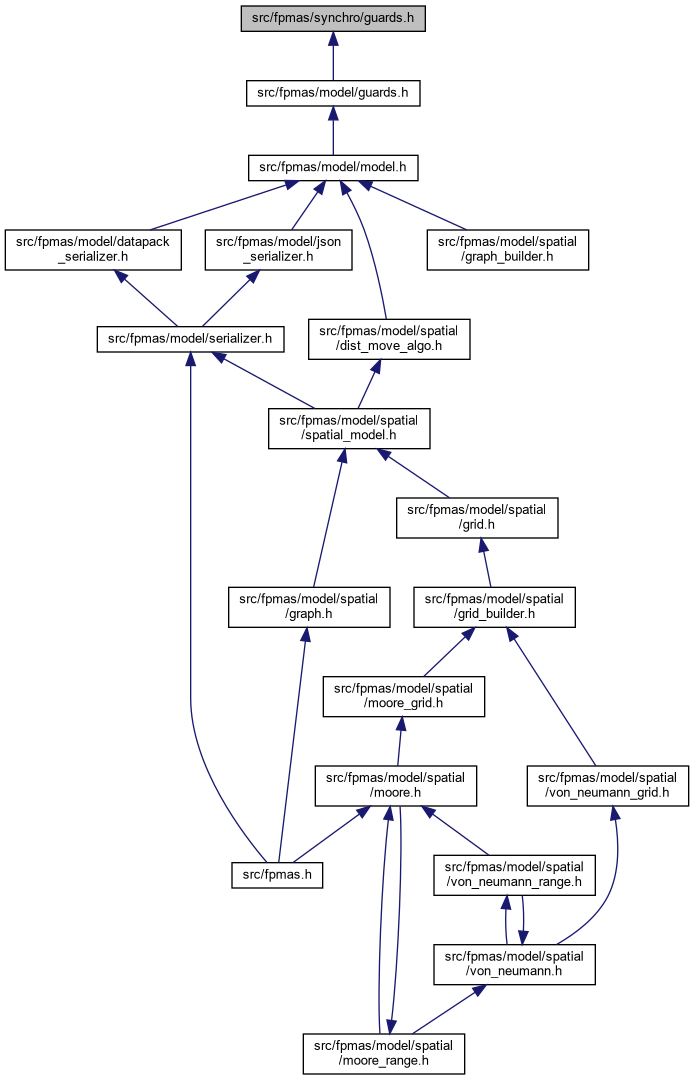 src/fpmas/synchro/guards.h
src/fpmas/model/guards.h
src/fpmas/model/model.h
src/fpmas/model/datapack
_serializer.h
src/fpmas/model/json
_serializer.h
src/fpmas/model/spatial
/graph_builder.h
src/fpmas/model/serializer.h
src/fpmas/model/spatial
/dist_move_algo.h
src/fpmas/model/spatial
/spatial_model.h
src/fpmas/model/spatial
/grid.h
src/fpmas/model/spatial
/graph.h
src/fpmas/model/spatial
/grid_builder.h
src/fpmas/model/spatial
/moore_grid.h
src/fpmas/model/spatial
/moore.h
src/fpmas/model/spatial
/von_neumann_grid.h
src/fpmas.h
src/fpmas/model/spatial
/von_neumann_range.h
src/fpmas/model/spatial
/von_neumann.h
src/fpmas/model/spatial
/moore_range.h